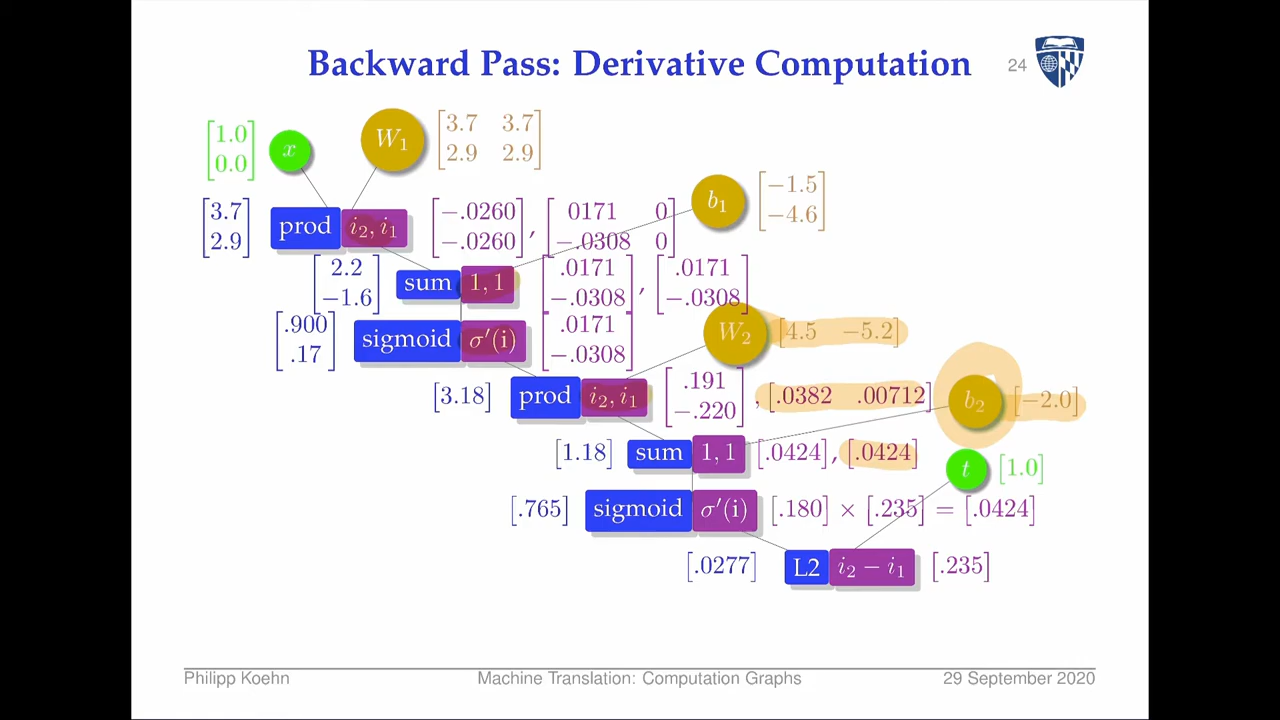 Backward Pass: Derivative Computation 24
[1.0 0.0] x W₁ [3.7 3.7 2.9 2.9]
[3.7 2.9] prod i₂, i₁ [−.0260 −.0260], [0171 0 −.0308 0] b₁ [−1.5 −4.6]
[2.2 −1.6] sum 1, 1 [.0171 −.0308], [.0171 −.0308]
[.900 .17] sigmoid σ′(i) [.0171 −.0308] W₂ [4.5 −5.2]
[3.18] prod i₂, i₁ [.191 −.220], [.0382 .00712] b₂ [−2.0]
[1.18] sum 1, 1 [.0424], [.0424] t [1.0]
[.765] sigmoid σ′(i) [.180] × [.235] = [.0424]
[.0277] L2 i₂ − i₁ [.235]
Philipp Koehn Machine Translation: Computation Graphs 29 September 2020